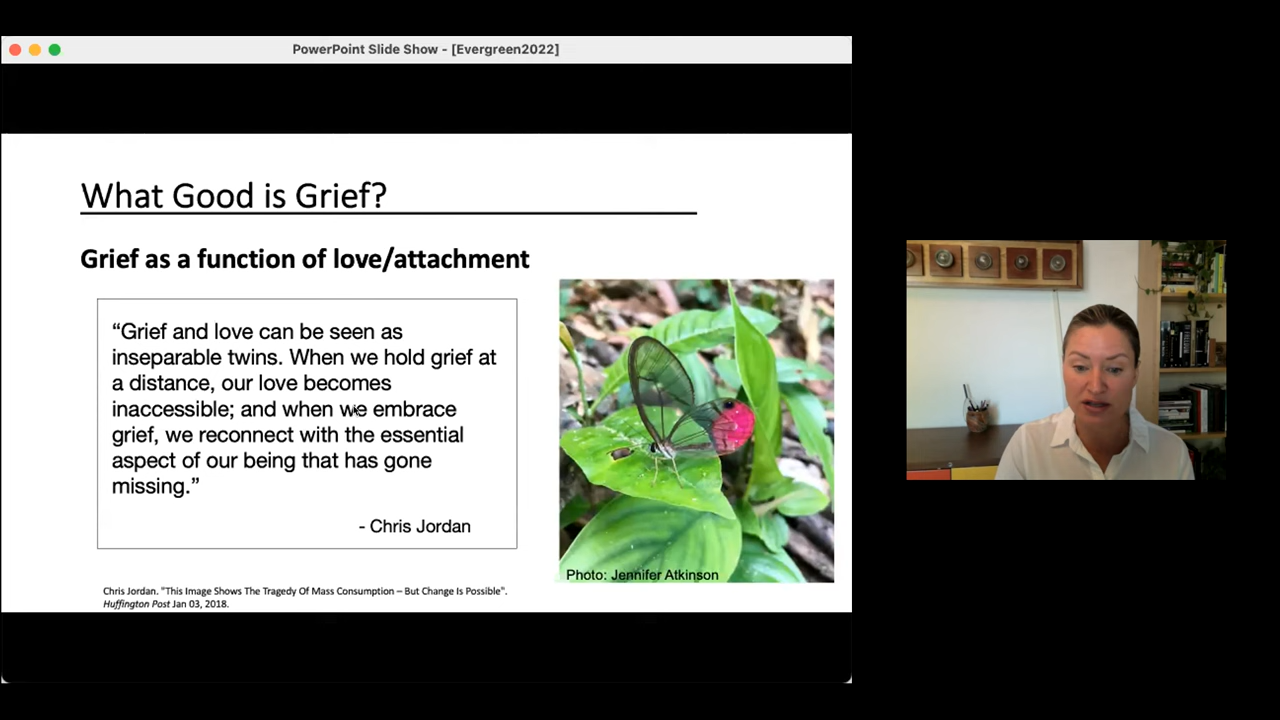 PowerPoint Slide Show - [Evergreen2022]
What Good is Grief?
Grief as a function of love/attachment
“Grief and love can be seen as
inseparable twins. When we hold grief at
a distance, our love becomes
inaccessible; and when we embrace
grief, we reconnect with the essential
aspect of our being that has gone
missing.”
- Chris Jordan
Photo: Jennifer Atkinson
Chris Jordan. "This Image Shows The Tragedy Of Mass Consumption – But Change Is Possible".
Huffington Post Jan 03, 2018.